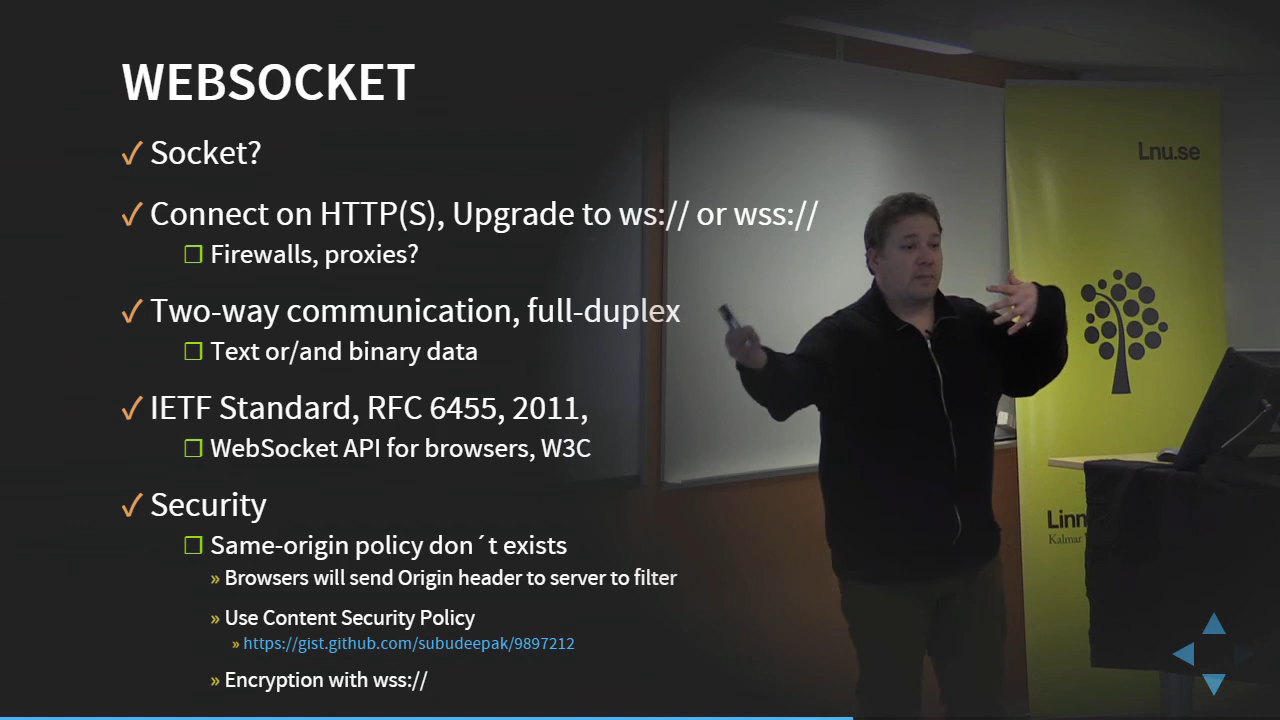 WEBSOCKET
✓ Socket?
✓ Connect on HTTP(S), Upgrade to ws:// or wss://
❒ Firewalls, proxies?
✓ Two-way communication, full-duplex
❒ Text or/and binary data
✓ IETF Standard, RFC 6455, 2011,
❒ WebSocket API for browsers, W3C
✓ Security
❒ Same-origin policy don´t exists
» Browsers will send Origin header to server to filter
» Use Content Security Policy
» https://gist.github.com/subudeepak/9897212
» Encryption with wss://
Lnu.se
Linn
Kalmar